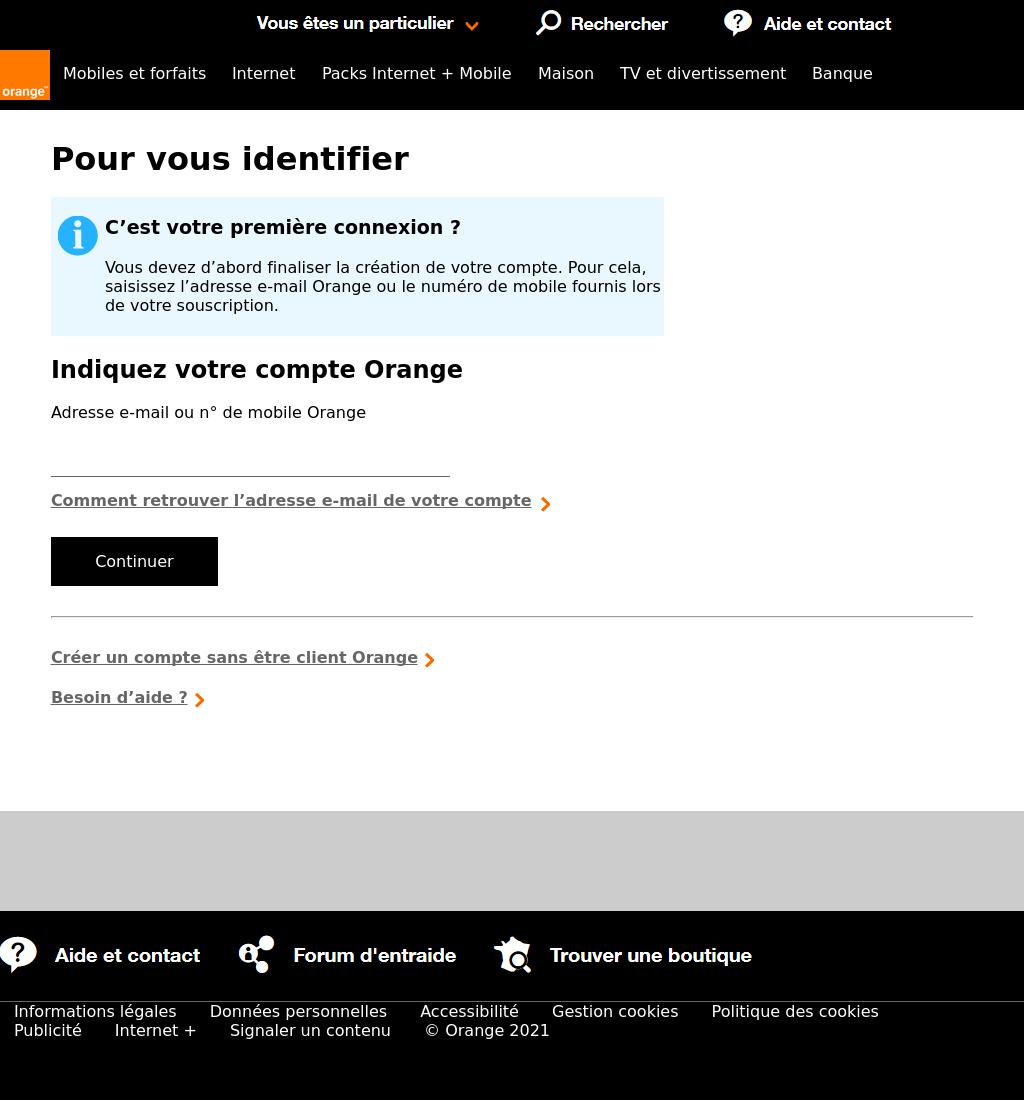 Vous êtes un particulier
Rechercher
Aide et contact
orange™
Mobiles et forfaits
Internet
Packs Internet + Mobile
Maison
TV et divertissement
Banque
Pour vous identifier
C’est votre première connexion ?
Vous devez d’abord finaliser la création de votre compte. Pour cela,
saisissez l’adresse e-mail Orange ou le numéro de mobile fournis lors
de votre souscription.
Indiquez votre compte Orange
Adresse e-mail ou n° de mobile Orange
Comment retrouver l’adresse e-mail de votre compte
Continuer
Créer un compte sans être client Orange
Besoin d’aide ?
Aide et contact
Forum d'entraide
Trouver une boutique
Informations légales
Données personnelles
Accessibilité
Gestion cookies
Politique des cookies
Publicité
Internet +
Signaler un contenu
© Orange 2021